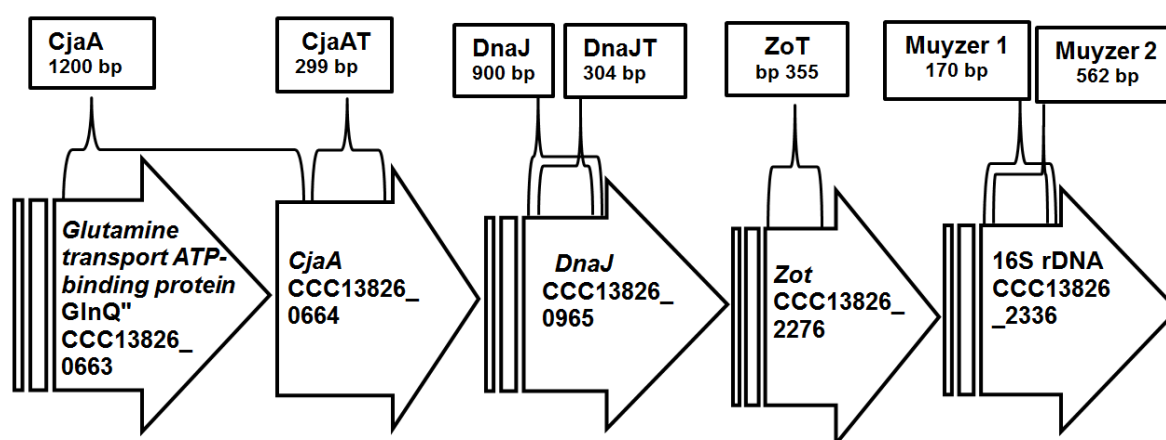 CjaA
1200 bp
CjaAT
299 bp
DnaJ
900 bp
DnaJT
304 bp
ZoT
bp 355
Muyzer 1
170 bp
Muyzer 2
562 bp
Glutamine
transport ATP-
binding protein
GlnQ"
CCC13826_
0663
CjaA
CCC13826_
0664
DnaJ
CCC13826_
0965
Zot
CCC13826_
2276
16S rDNA
CCC13826
_2336